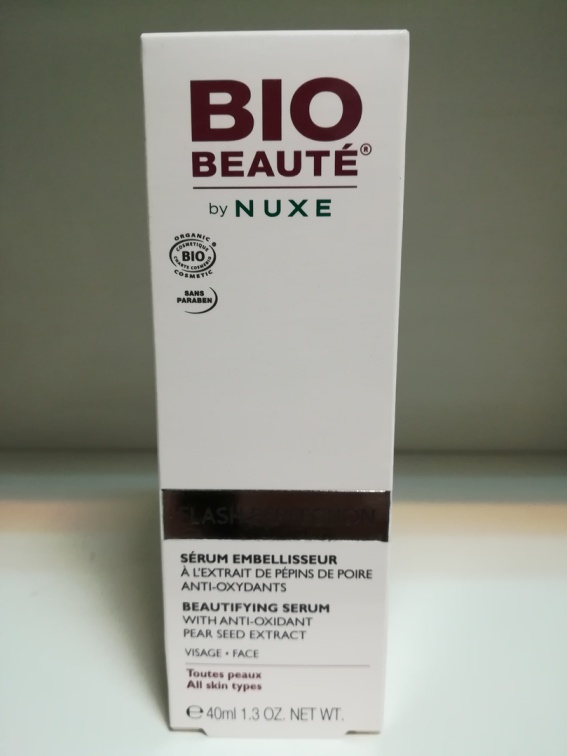 BIO
BEAUTÉ®
by NUXE
ORGANIC
COSMETIQUE
BIO
CHARTE COSMEBIO
COSMETIC
SANS
PARABEN
FLASH
SÉRUM EMBELLISSEUR
À L'EXTRAIT DE PÉPINS DE POIRE
ANTI-OXYDANTS
BEAUTIFYING SERUM
WITH ANTI-OXIDANT
PEAR SEED EXTRACT
VISAGE • FACE
Toutes peaux
All skin types
℮40ml 1.3 OZ. NET WT.